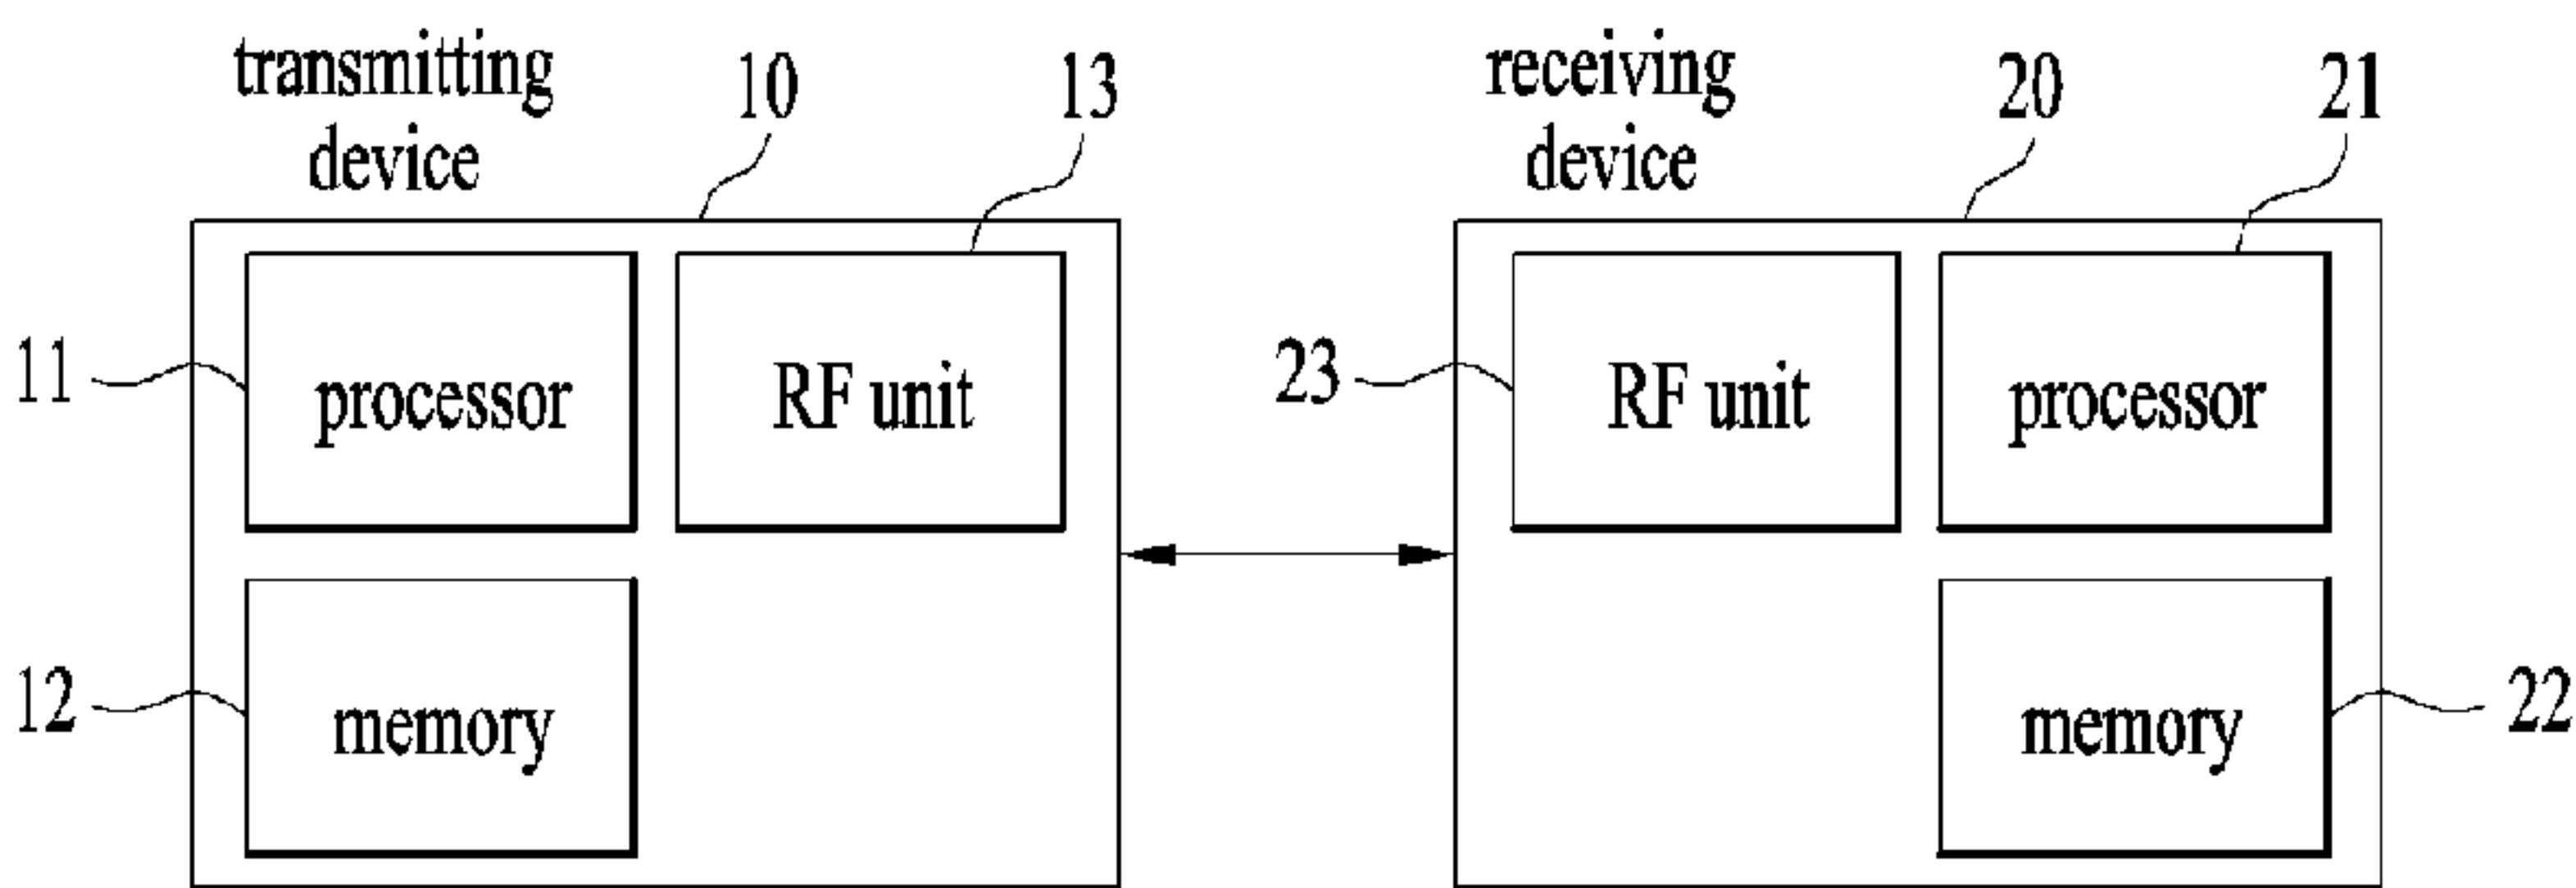 transmitting
device
10
13
receiving
device
20
21
11
processor
RF unit
23
RF unit
processor
12
memory
memory
22